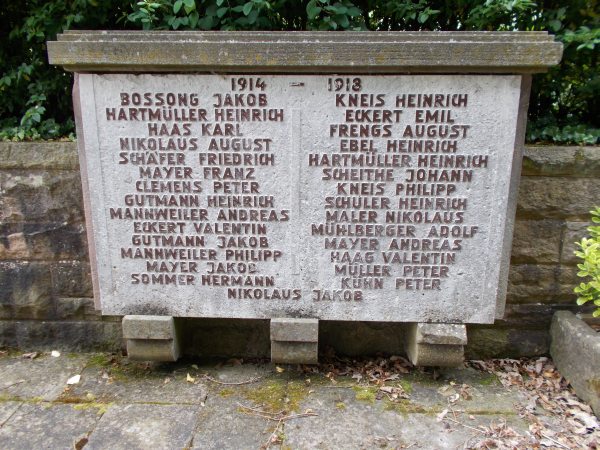 1914 - 1918
BOSSONG JAKOB
HARTMÜLLER HEINRICH
HAAS KARL
NIKOLAUS AUGUST
SCHÄFER FRIEDRICH
MAYER FRANZ
CLEMENS PETER
GUTMANN HEINRICH
MANNWEILER ANDREAS
ECKERT VALENTIN
GUTMANN JAKOB
MANNWEILER PHILIPP
MAYER JAKOB
SOMMER HERMANN
KNEIS HEINRICH
ECKERT EMIL
FRENGS AUGUST
EBEL HEINRICH
HARTMÜLLER HEINRICH
SCHEITHE JOHANN
KNEIS PHILIPP
SCHULER HEINRICH
MALER NIKOLAUS
MÜHLBERGER ADOLF
MAYER ANDREAS
HAAG VALENTIN
MÜLLER PETER
KUHN PETER
NIKOLAUS JAKOB